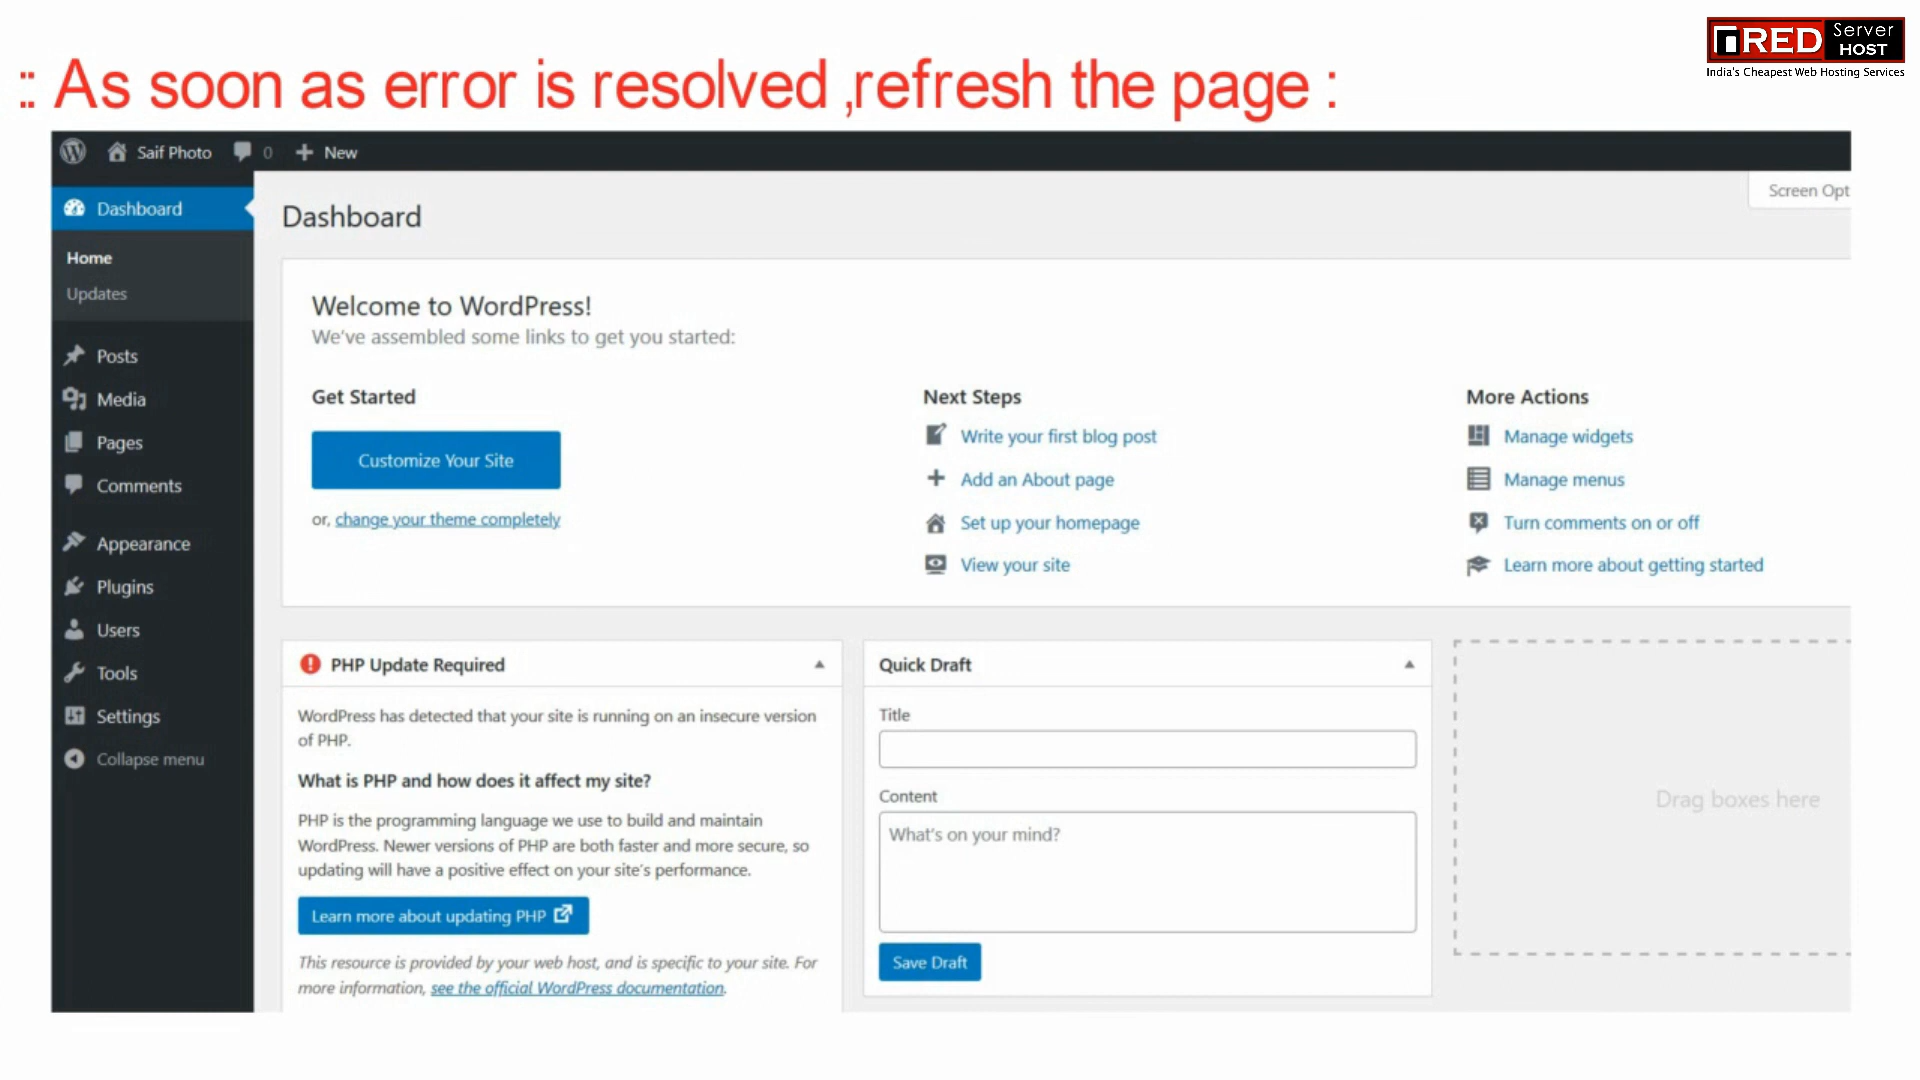 RED Server
HOST
India's Cheapest Web Hosting Services
:: As soon as error is resolved ,refresh the page :
Saif Photo 0 New
Screen Opt
Dashboard
Home
Updates
Posts
Media
Pages
Comments
Appearance
Plugins
Users
Tools
Settings
Collapse menu
Dashboard
Welcome to WordPress!
We've assembled some links to get you started:
Get Started
Customize Your Site
or, change your theme completely
Next Steps
Write your first blog post
Add an About page
Set up your homepage
View your site
More Actions
Manage widgets
Manage menus
Turn comments on or off
Learn more about getting started
PHP Update Required
WordPress has detected that your site is running on an insecure version
of PHP.
What is PHP and how does it affect my site?
PHP is the programming language we use to build and maintain
WordPress. Newer versions of PHP are both faster and more secure, so
updating will have a positive effect on your site's performance.
Learn more about updating PHP
This resource is provided by your web host, and is specific to your site. For
more information, see the official WordPress documentation.
Quick Draft
Title
Content
What's on your mind?
Save Draft
Drag boxes here